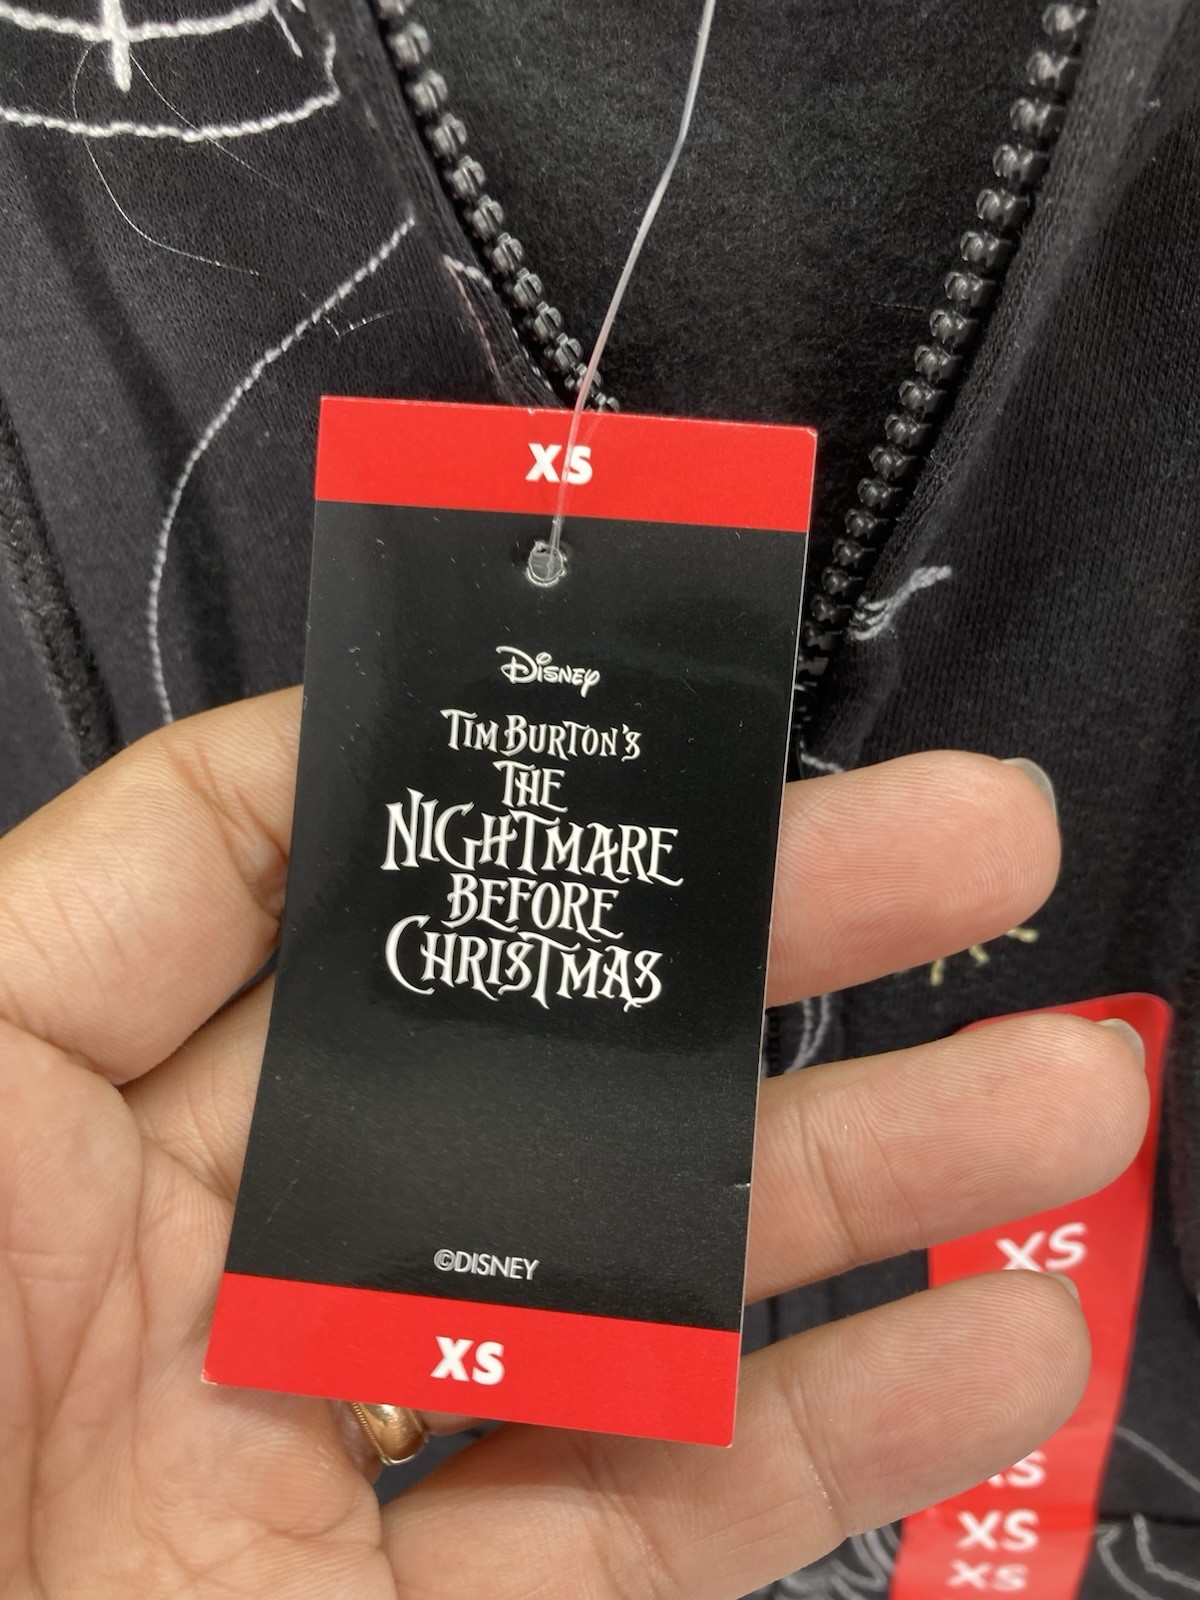 XS
Disney
TIM BURTON'S
THE
NIGHTMARE
BEFORE
CHRISTMAS
©DISNEY
XS
XS
XS
XS